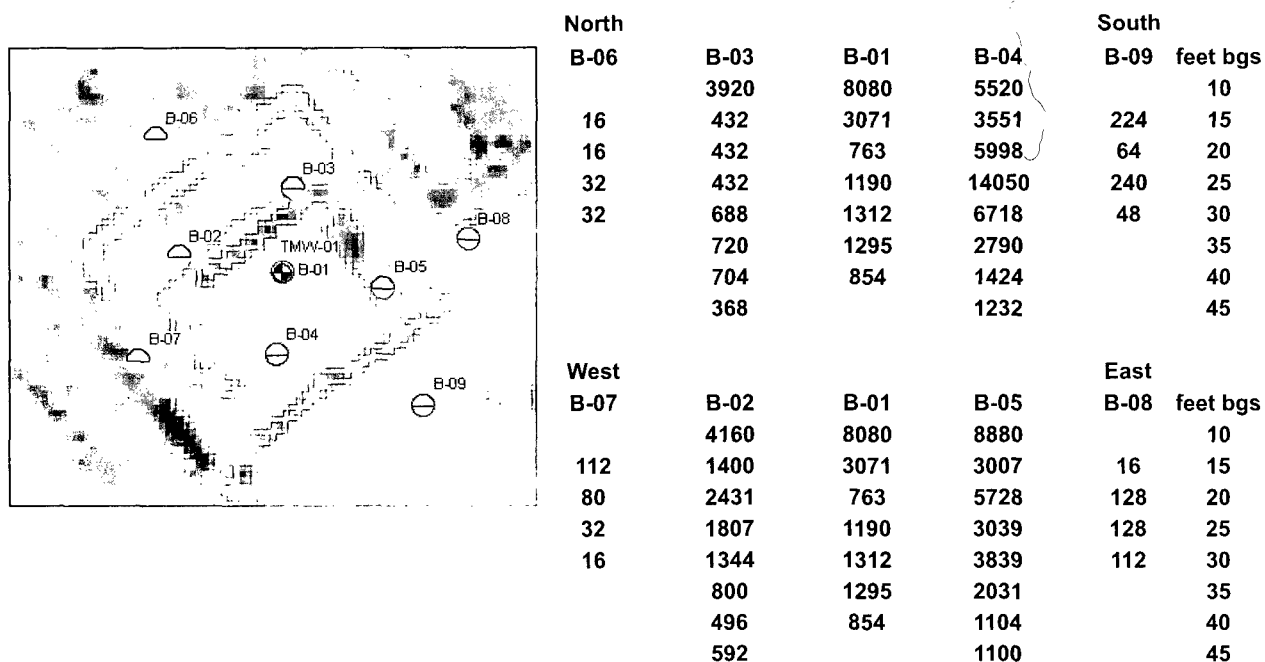 North South
B-06 B-03 B-01 B-04 B-09 feet bgs
3920 8080 5520 10
16 432 3071 3551 224 15
16 432 763 5998 64 20
32 432 1190 14050 240 25
32 688 1312 6718 48 30
720 1295 2790 35
704 854 1424 40
368 1232 45
West East
B-07 B-02 B-01 B-05 B-08 feet bgs
4160 8080 8880 10
112 1400 3071 3007 16 15
80 2431 763 5728 128 20
32 1807 1190 3039 128 25
16 1344 1312 3839 112 30
800 1295 2031 35
496 854 1104 40
592 1100 45
B-06
B-03
B-08
B-02
TMW-01
B-01
B-05
B-04
B-07
B-09